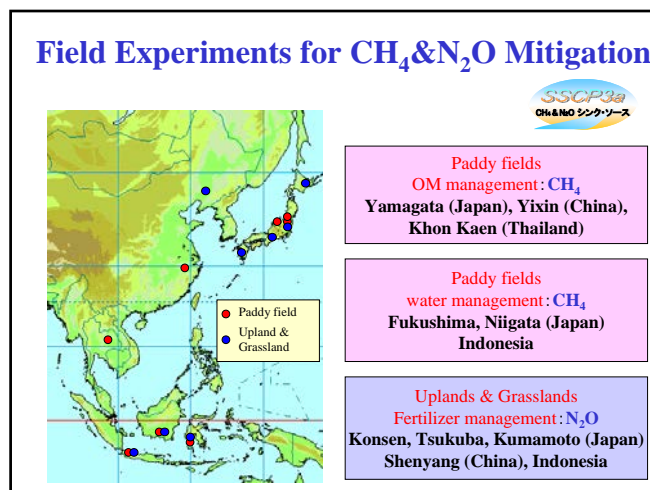 Field Experiments for CH₄&N₂O Mitigation
SSCP3a
CH₄ & N₂O シンク・ソース
Paddy field
Upland &
Grassland
Paddy fields
OM management：CH₄
Yamagata (Japan), Yixin (China),
Khon Kaen (Thailand)
Paddy fields
water management：CH₄
Fukushima, Niigata (Japan)
Indonesia
Uplands & Grasslands
Fertilizer management：N₂O
Konsen, Tsukuba, Kumamoto (Japan)
Shenyang (China), Indonesia